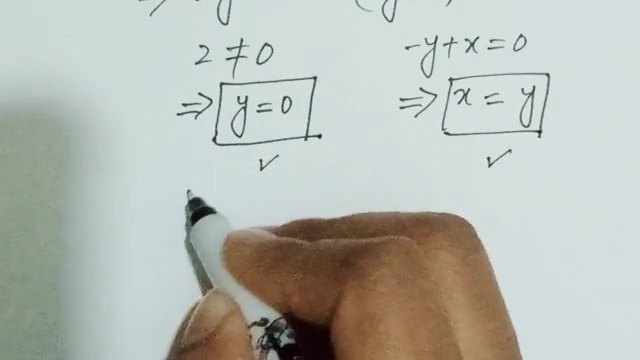 2 ≠ 0
-y+x=0
⇒ y=0
⇒ x = y
✓
✓